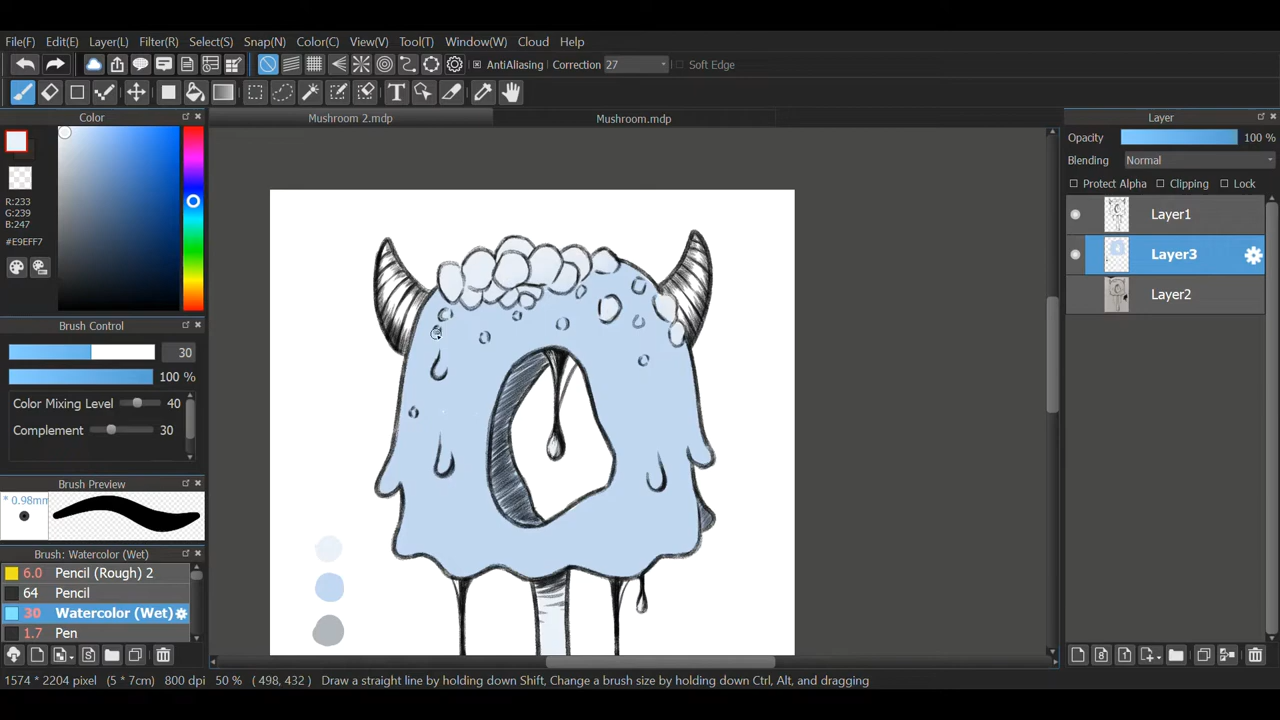 File(F) Edit(E) Layer(L) Filter(R) Select(S) Snap(N) Color(C) View(V) Tool(T) Window(W) Cloud Help
AntiAliasing Correction 27 Soft Edge
T
Color
Mushroom 2.mdp
Mushroom.mdp
Layer
Opacity 100 %
Blending Normal
Protect Alpha Clipping Lock
R:233
G:239
B:247
#E9EFF7
Layer1
Layer3
Layer2
Brush Control
30
100 %
Color Mixing Level 40
Complement 30
Brush Preview
* 0.98mm
Brush: Watercolor (Wet)
6.0 Pencil (Rough) 2
64 Pencil
30 Watercolor (Wet)
1.7 Pen
1574 * 2204 pixel (5 * 7cm) 800 dpi 50 % ( 498, 432 ) Draw a straight line by holding down Shift, Change a brush size by holding down Ctrl, Alt, and dragging